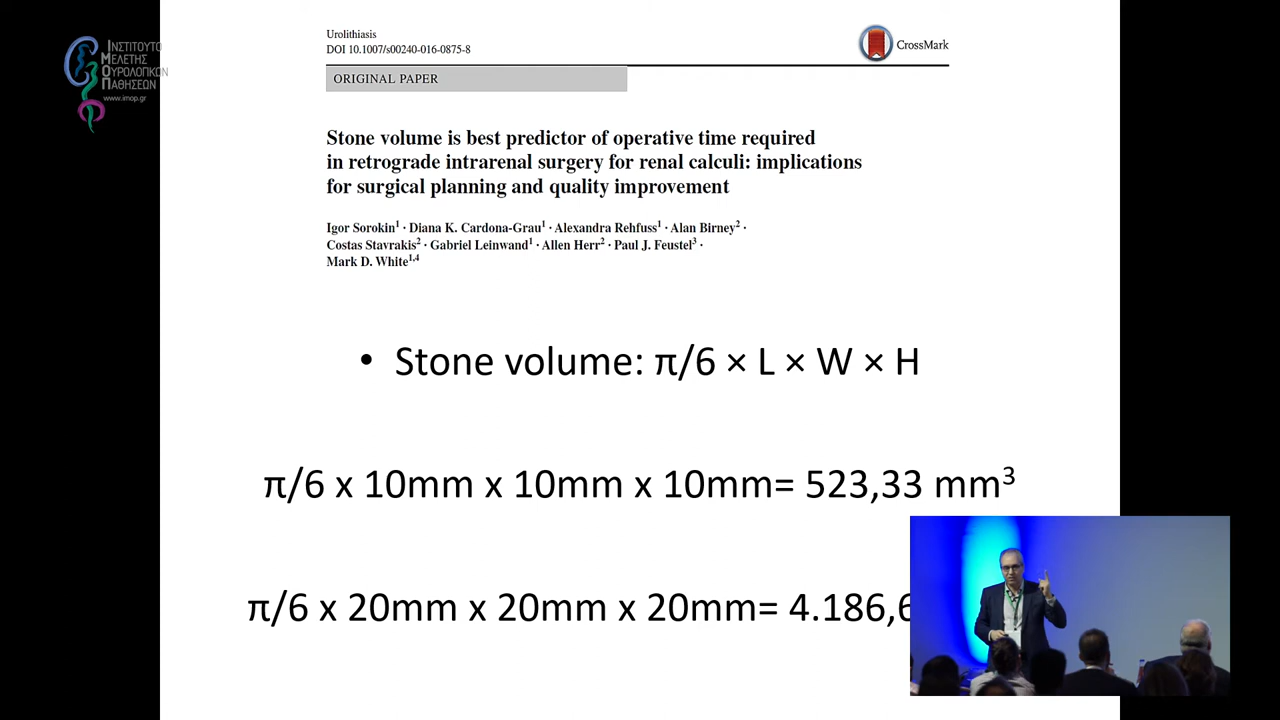 ΙΝΣΤΙΤΟΥΤΟ
ΜΕΛΕΤΗΣ
ΟΥΡΟΛΟΓΙΚΩΝ
ΠΑΘΗΣΕΩΝ
www.imop.gr
Urolithiasis
DOI 10.1007/s00240-016-0875-8
CrossMark
ORIGINAL PAPER
Stone volume is best predictor of operative time required
in retrograde intrarenal surgery for renal calculi: implications
for surgical planning and quality improvement
Igor Sorokin¹ · Diana K. Cardona-Grau¹ · Alexandra Rehfuss¹ · Alan Birney² ·
Costas Stavrakis² · Gabriel Leinwand¹ · Allen Herr² · Paul J. Feustel³ ·
Mark D. White¹,⁴
• Stone volume: π/6 × L × W × H
π/6 x 10mm x 10mm x 10mm= 523,33 mm³
π/6 x 20mm x 20mm x 20mm= 4.186,6